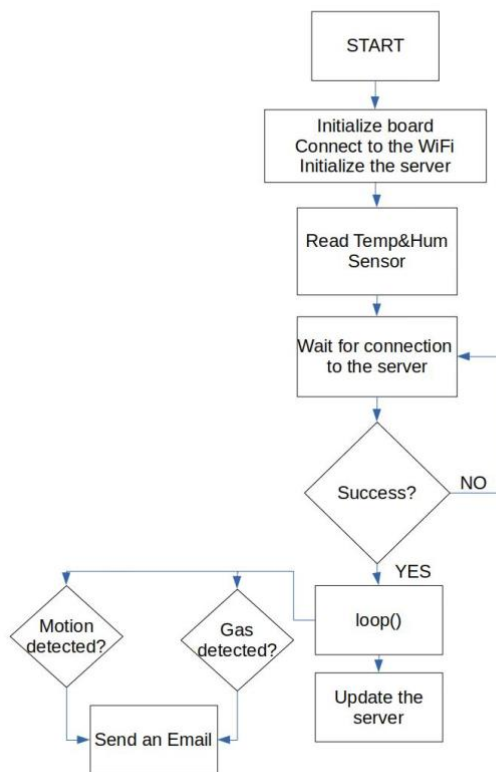 START
Initialize board
Connect to the WiFi
Initialize the server
Read Temp&Hum
Sensor
Wait for connection
to the server
Success?
NO
YES
Motion
detected?
Gas
detected?
loop()
Update the
server
Send an Email